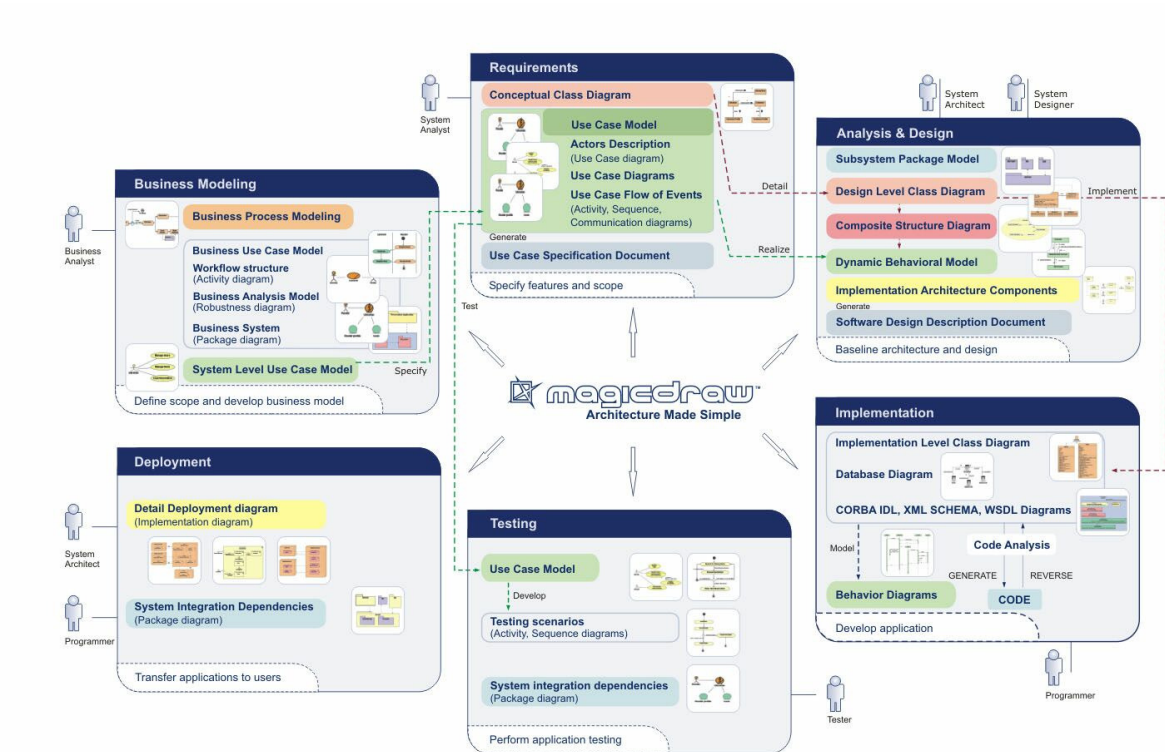 Requirements
Conceptual Class Diagram
Use Case Model
Actors Description
(Use Case diagram)
Use Case Diagrams
Use Case Flow of Events
(Activity, Sequence,
Communication diagrams)
Generate
Use Case Specification Document
Specify features and scope
System
Analyst
System
Architect
System
Designer
Analysis & Design
Subsystem Package Model
Design Level Class Diagram
Composite Structure Diagram
Dynamic Behavioral Model
Implementation Architecture Components
Generate
Software Design Description Document
Baseline architecture and design
Detail
Realize
Implement
Business Modeling
Business Process Modeling
Business Use Case Model
Workflow structure
(Activity diagram)
Business Analysis Model
(Robustness diagram)
Business System
(Package diagram)
System Level Use Case Model
Define scope and develop business model
Business
Analyst
Specify
Test
magicdraw™
Architecture Made Simple
Implementation
Implementation Level Class Diagram
Database Diagram
CORBA IDL, XML SCHEMA, WSDL Diagrams
Model
Code Analysis
GENERATE
REVERSE
Behavior Diagrams
CODE
Develop application
Programmer
Deployment
Detail Deployment diagram
(Implementation diagram)
System Integration Dependencies
(Package diagram)
Transfer applications to users
System
Architect
Programmer
Testing
Use Case Model
Develop
Testing scenarios
(Activity, Sequence diagrams)
System integration dependencies
(Package diagram)
Perform application testing
Tester